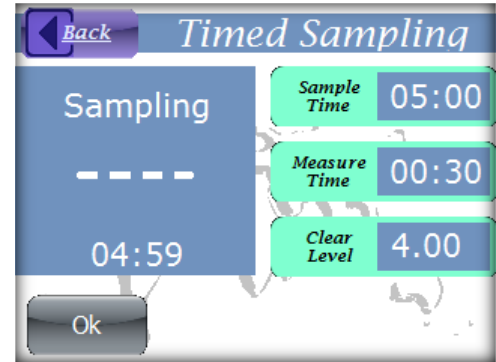 Back
Timed Sampling
Sampling
----
04:59
Sample
Time
05:00
Measure
Time
00:30
Clear
Level
4.00
Ok